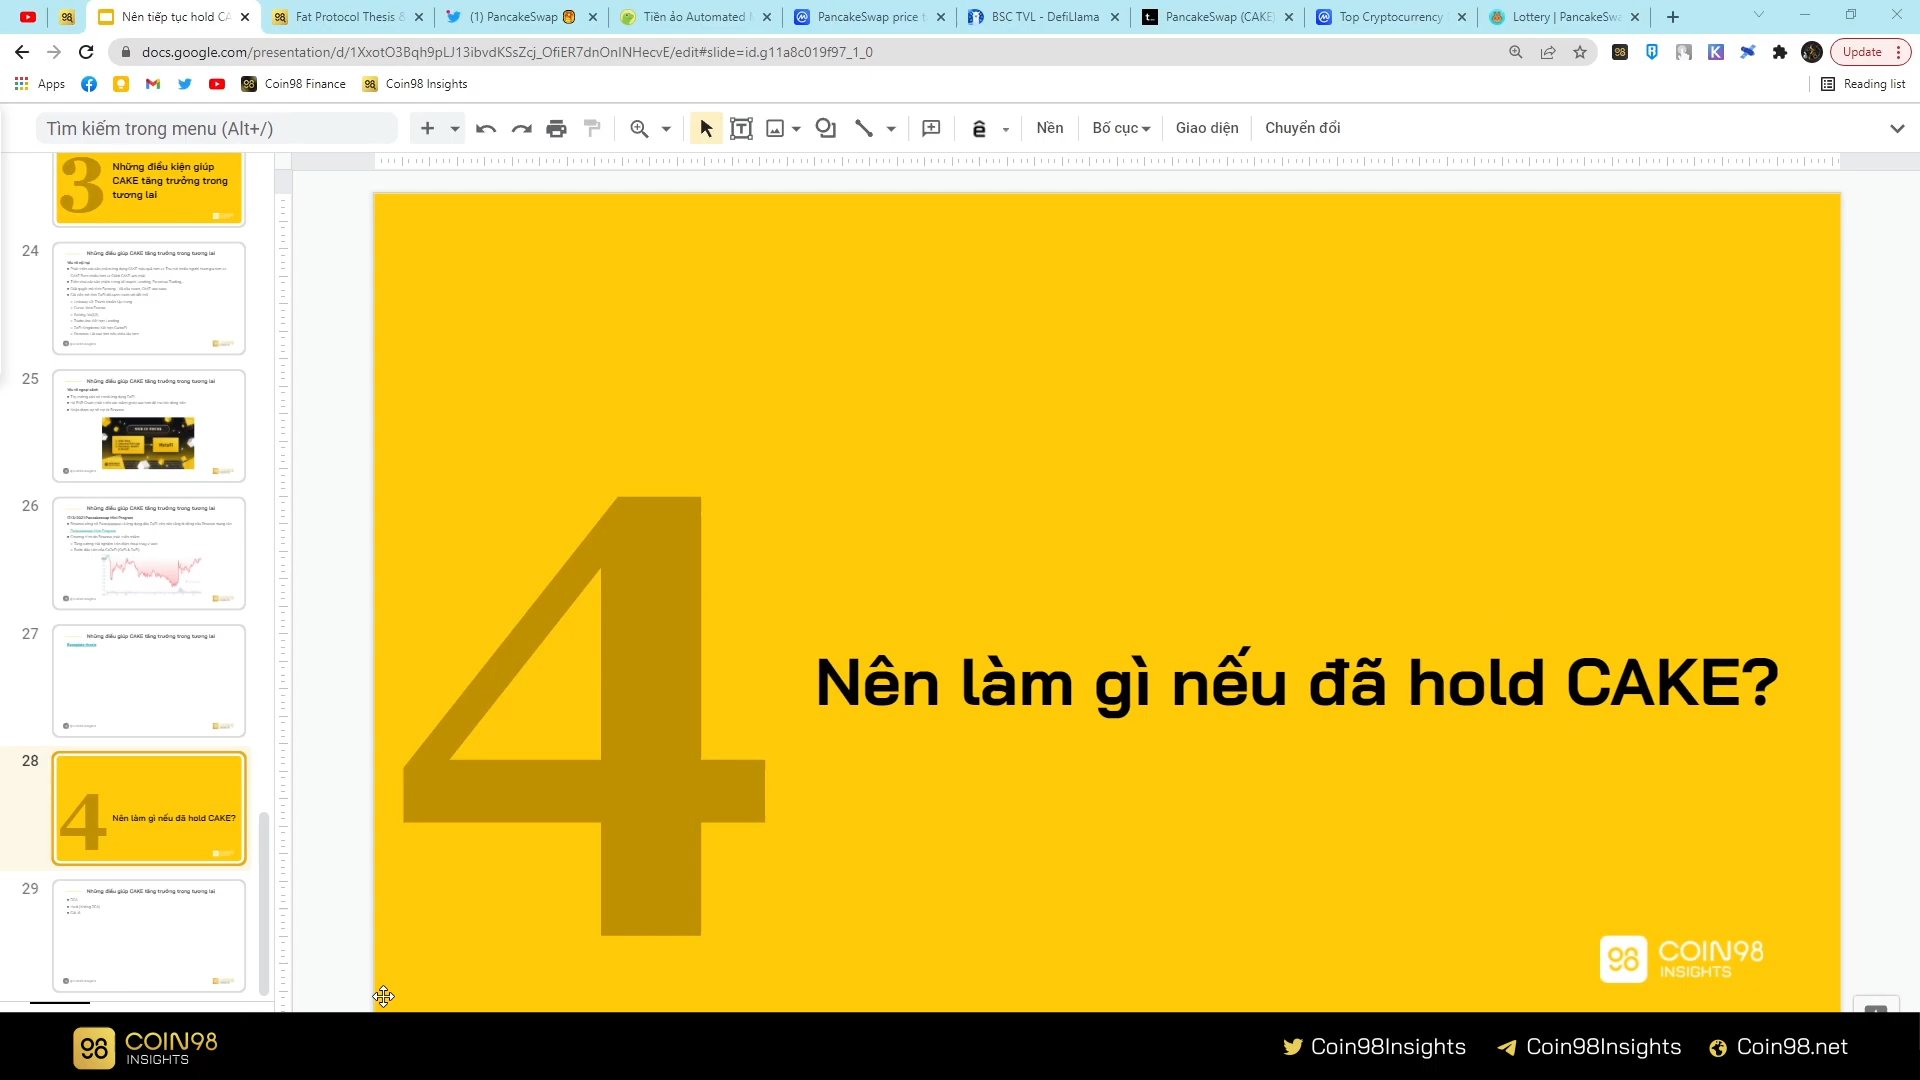 Nên tiếp tục hold CA
Fat Protocol Thesis &
(1) PancakeSwap
Tiền ảo Automated M
PancakeSwap price t
BSC TVL - DefiLlama
PancakeSwap (CAKE)
Top Cryptocurrency
Lottery | PancakeSwa
docs.google.com/presentation/d/1XxotO3Bqh9pLJ13ibvdKSsZcj_OfiER7dnOnINHecvE/edit#slide=id.g11a8c019f97_1_0
Update
Apps
Coin98 Finance
Coin98 Insights
Reading list
Tìm kiếm trong menu (Alt+/)
Nền
Bố cục
Giao diện
Chuyển đổi
3
Những điều kiện giúp
CAKE tăng trưởng trong
tương lai
24
Những điều giúp CAKE tăng trưởng trong tương lai
25
Những điều giúp CAKE tăng trưởng trong tương lai
26
Những điều giúp CAKE tăng trưởng trong tương lai
27
Những điều giúp CAKE tăng trưởng trong tương lai
28
4
Nên làm gì nếu đã hold CAKE?
29
Những điều giúp CAKE tăng trưởng trong tương lai
4
Nên làm gì nếu đã hold CAKE?
98
COIN98
INSIGHTS
98
COIN98
INSIGHTS
Coin98Insights
Coin98Insights
Coin98.net